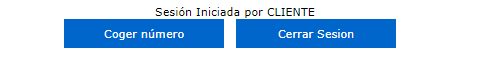 Sesión Iniciada por CLIENTE
Coger número Cerrar Sesion